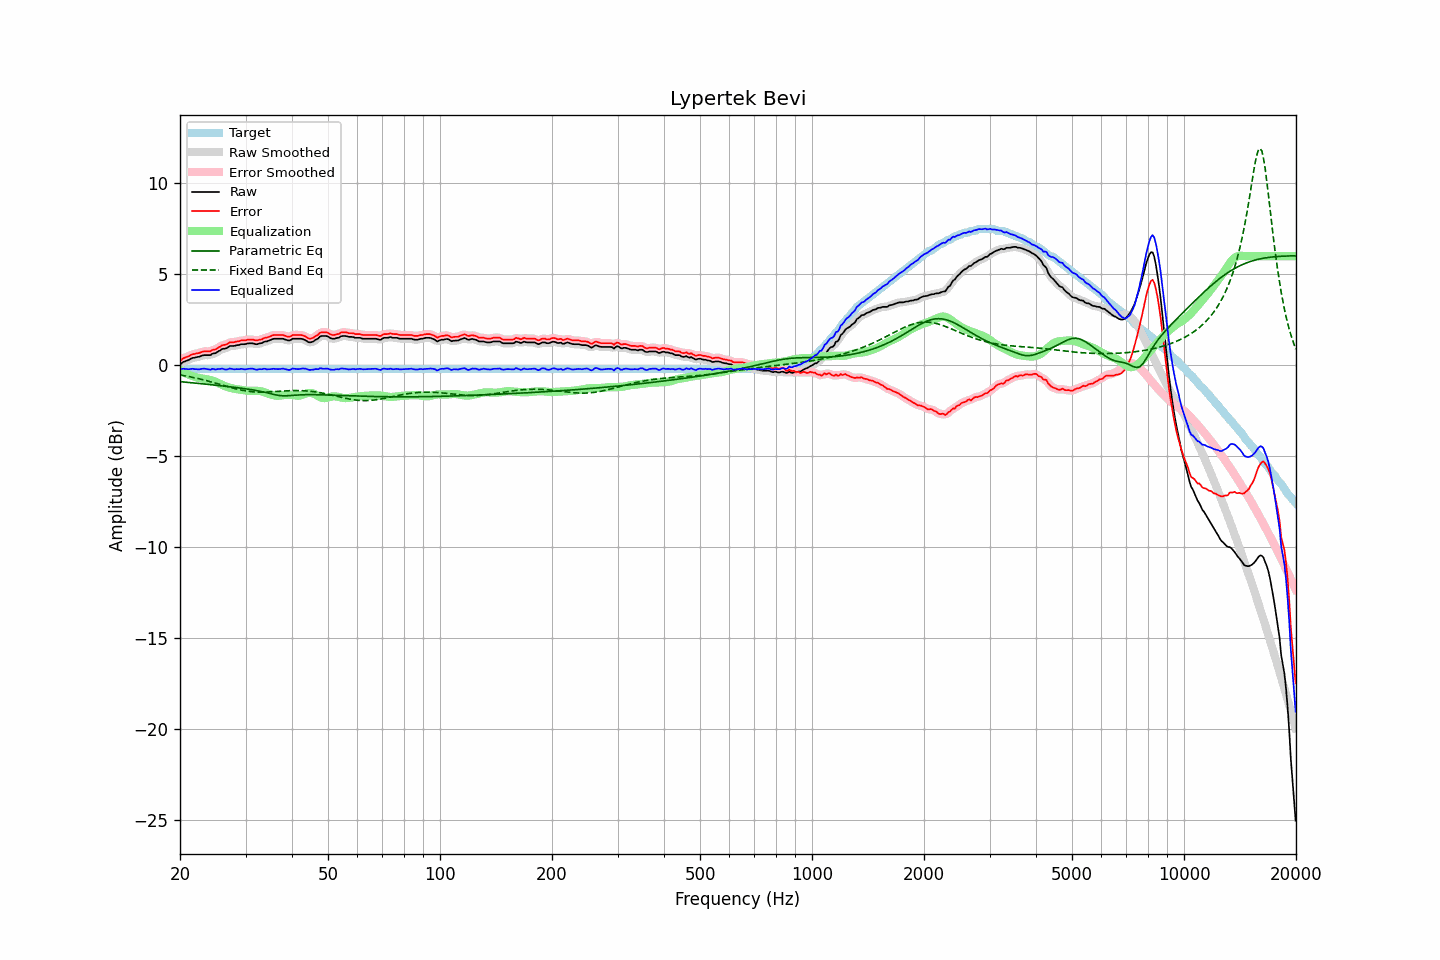 Lypertek Bevi
Target
Raw Smoothed
Error Smoothed
Raw
Error
Equalization
Parametric Eq
Fixed Band Eq
Equalized
10
5
0
−5
−10
−15
−20
−25
Amplitude (dBr)
20 50 100 200 500 1000 2000 5000 10000 20000
Frequency (Hz)